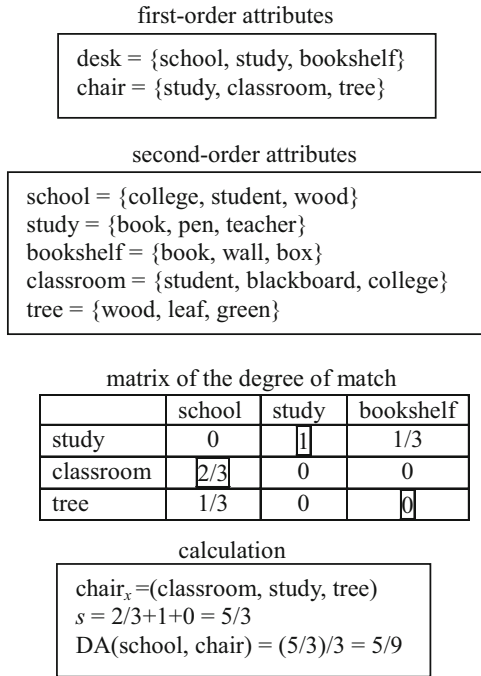 first-order attributes
desk = {school, study, bookshelf}
chair = {study, classroom, tree}
second-order attributes
school = {college, student, wood}
study = {book, pen, teacher}
bookshelf = {book, wall, box}
classroom = {student, blackboard, college}
tree = {wood, leaf, green}
matrix of the degree of match
school study bookshelf
study 0 1 1/3
classroom 2/3 0 0
tree 1/3 0 0
calculation
chairₓ=(classroom, study, tree)
s = 2/3+1+0 = 5/3
DA(school, chair) = (5/3)/3 = 5/9